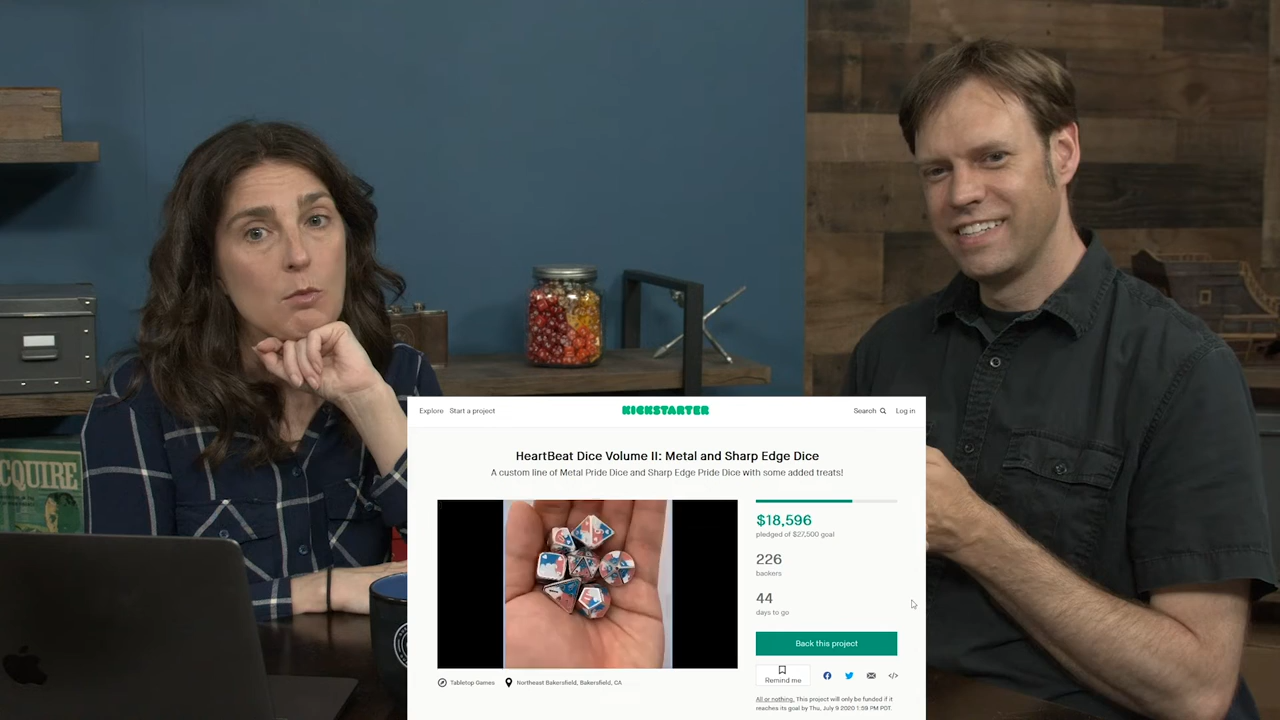 CQUIRE
Explore Start a project KICKSTARTER Search Log in
HeartBeat Dice Volume II: Metal and Sharp Edge Dice
A custom line of Metal Pride Dice and Sharp Edge Pride Dice with some added treats!
$18,596
pledged of $27,500 goal
226
backers
44
days to go
Back this project
Remind me
Tabletop Games Northeast Bakersfield, Bakersfield, CA
All or nothing. This project will only be funded if it
reaches its goal by Thu, July 9 2020 1:59 PM PDT.